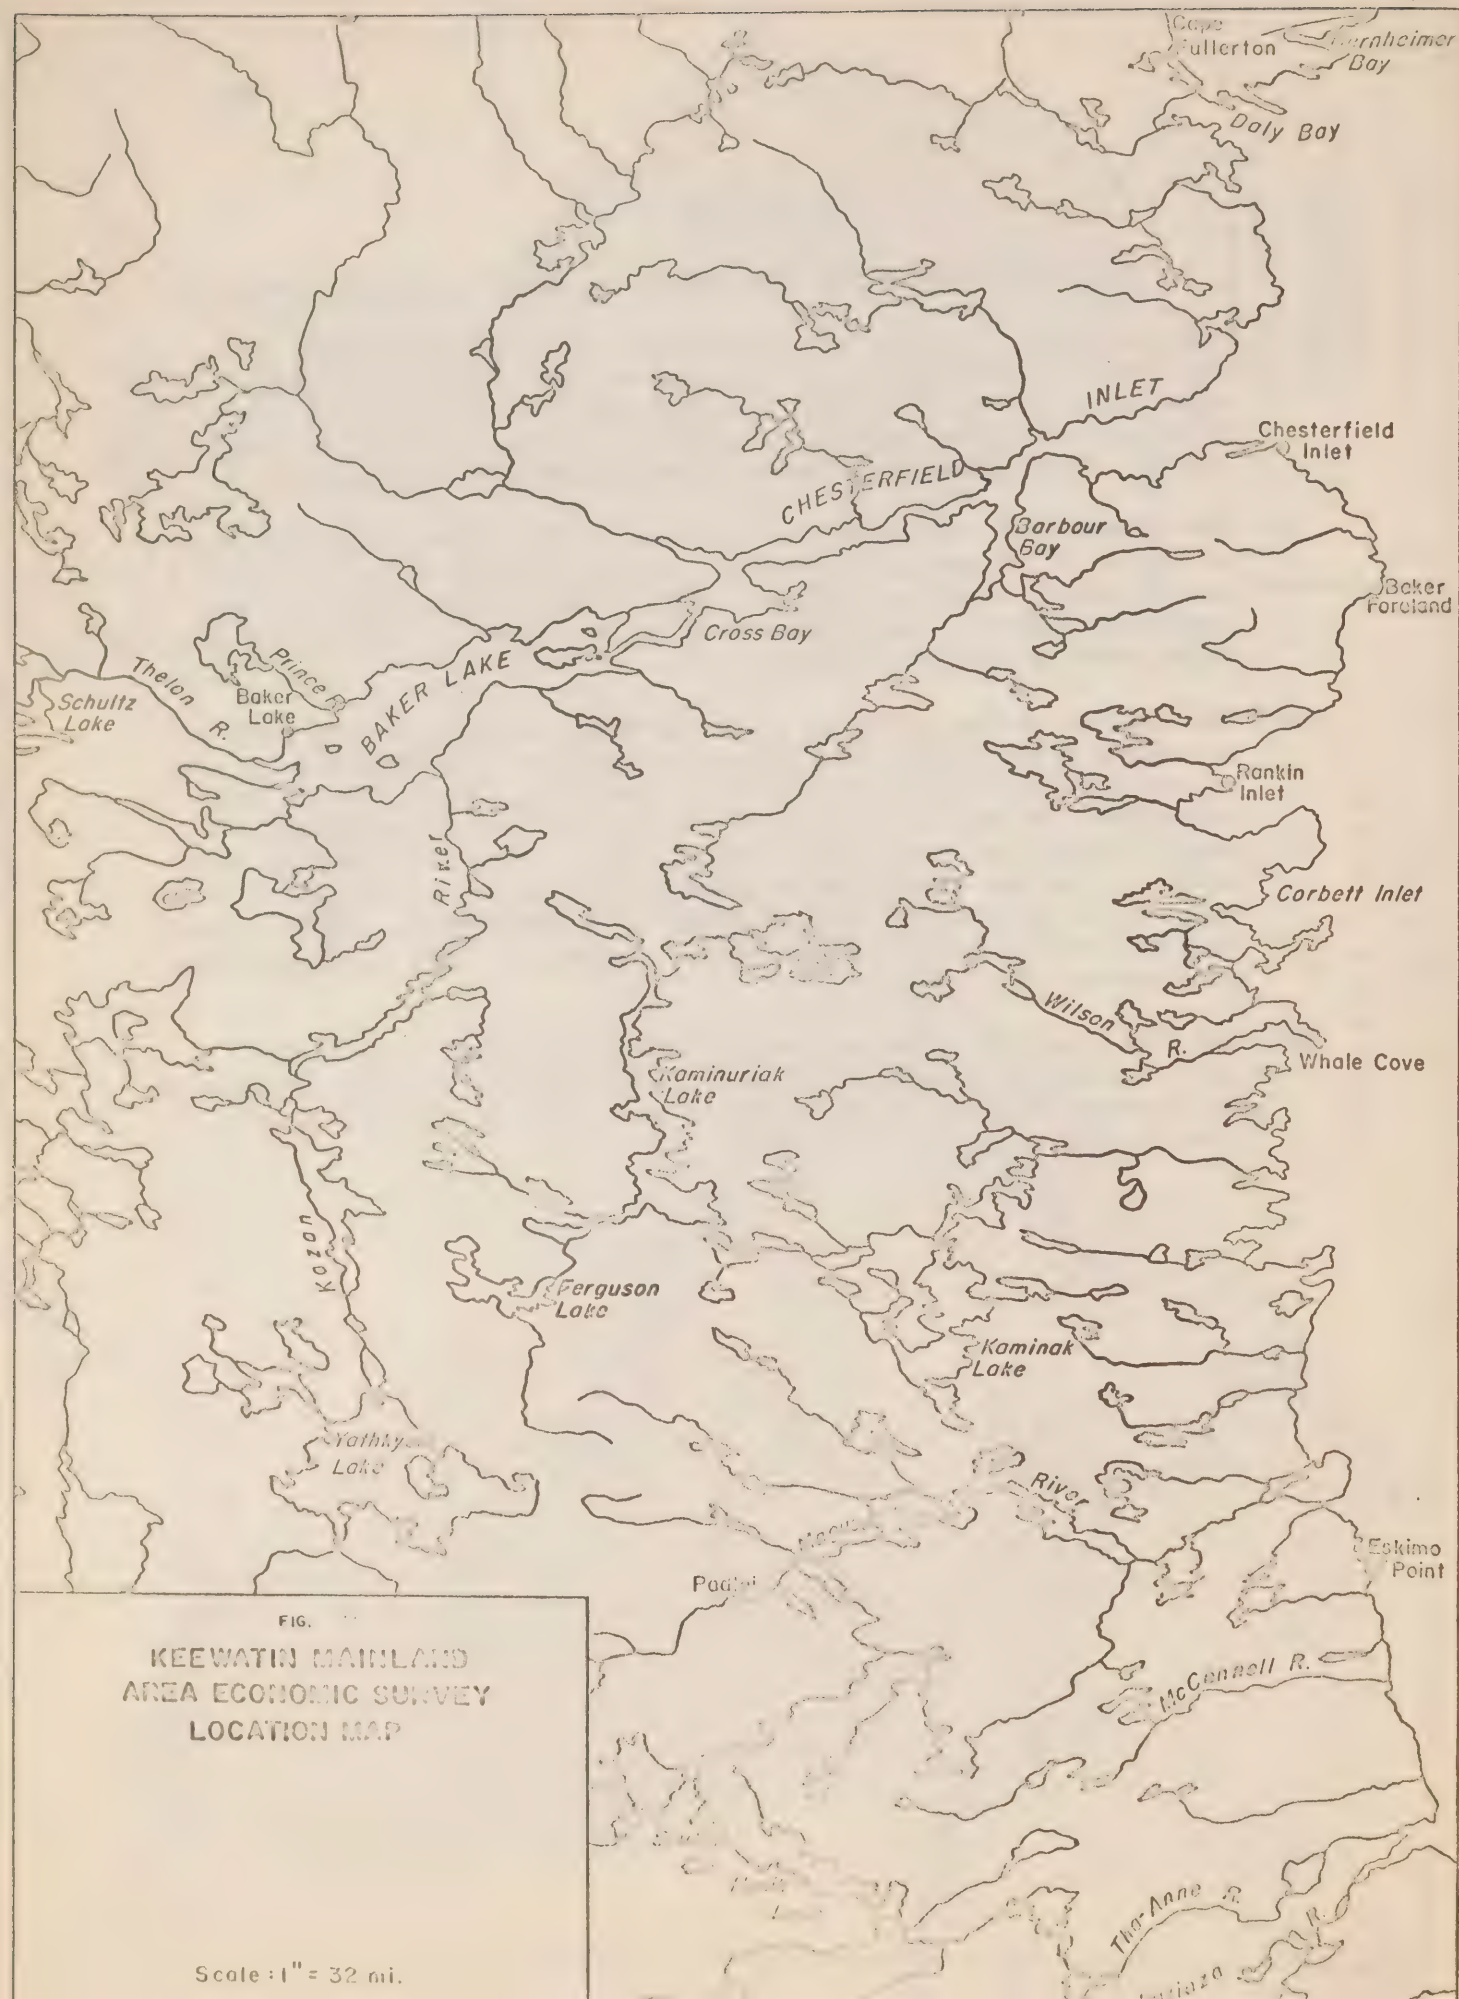 Cape
Fullerton
Bay
Daly Bay
INLET
Chesterfield
Inlet
CHESTERFIELD
Barbour
Bay
Baker
Foreland
Cross Bay
Thelon
R.
Prince R.
Baker
Lake
BAKER LAKE
Schultz
Lake
Rankin
Inlet
River
Corbett Inlet
Wilson
R.
Whale Cove
Kaminuriak
Lake
Kazan
Ferguson
Lake
Kaminak
Lake
Lake
River
Eskimo
Point
McConnell R.
Tha-Anne R.
R.
FIG.
KEEWATIN MAINLAND
AREA ECONOMIC SURVEY
LOCATION MAP
Scale : 1" = 32 mi.